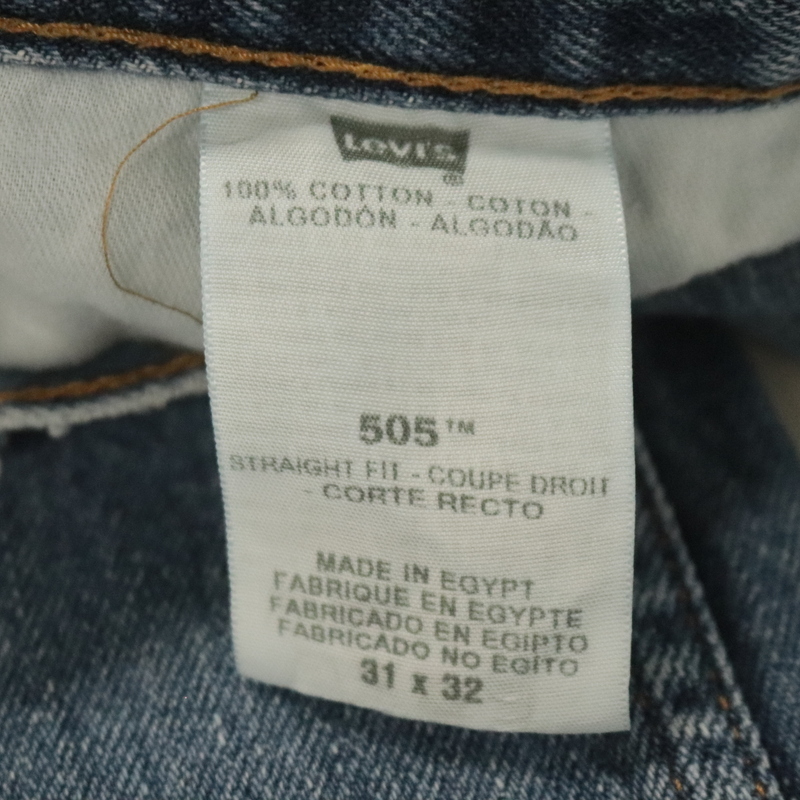 Levi's®
100% COTTON - COTON -
ALGODÓN - ALGODÃO
505™
STRAIGHT FIT - COUPE DROIT
- CORTE RECTO
MADE IN EGYPT
FABRIQUE EN EGYPTE
FABRICADO EN EGIPTO
FABRICADO NO EGITO
31 x 32